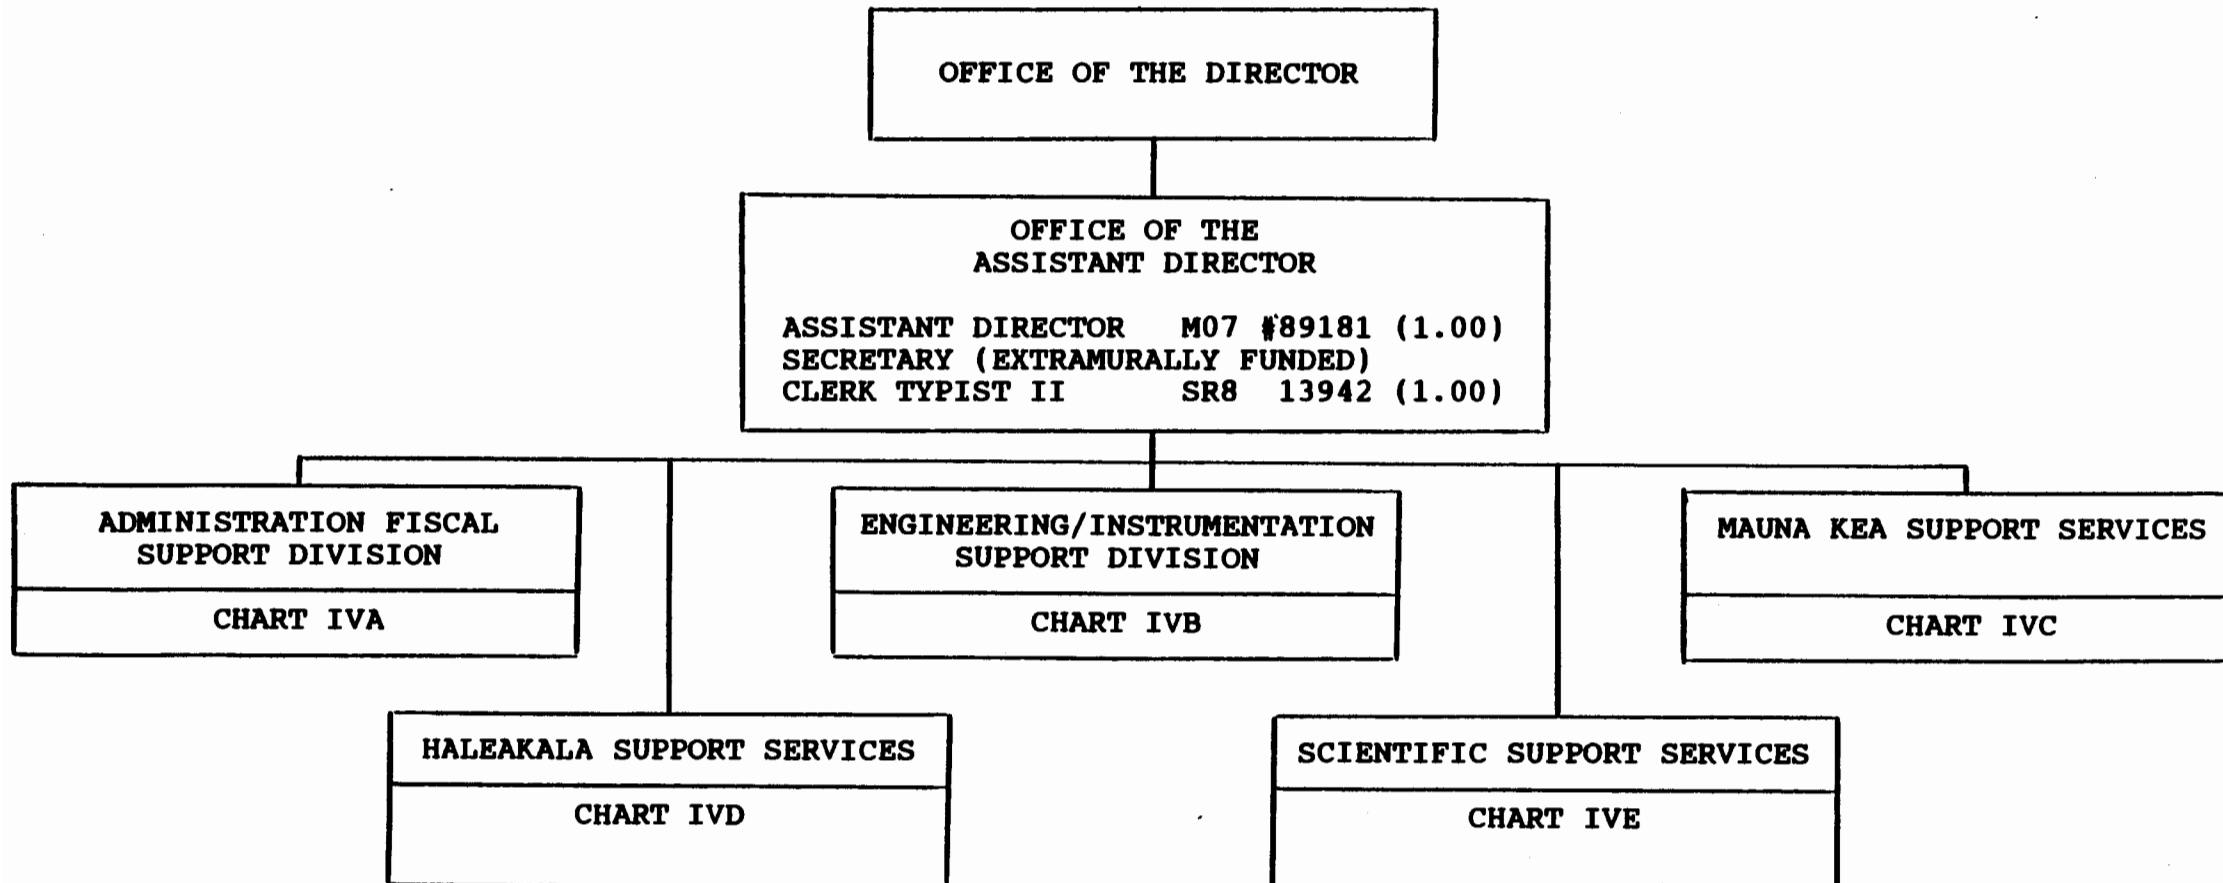 OFFICE OF THE DIRECTOR
OFFICE OF THE
ASSISTANT DIRECTOR
ASSISTANT DIRECTOR M07 #89181 (1.00)
SECRETARY (EXTRAMURALLY FUNDED)
CLERK TYPIST II SR8 13942 (1.00)
ADMINISTRATION FISCAL
SUPPORT DIVISION
CHART IVA
ENGINEERING/INSTRUMENTATION
SUPPORT DIVISION
CHART IVB
MAUNA KEA SUPPORT SERVICES
CHART IVC
HALEAKALA SUPPORT SERVICES
CHART IVD
SCIENTIFIC SUPPORT SERVICES
CHART IVE